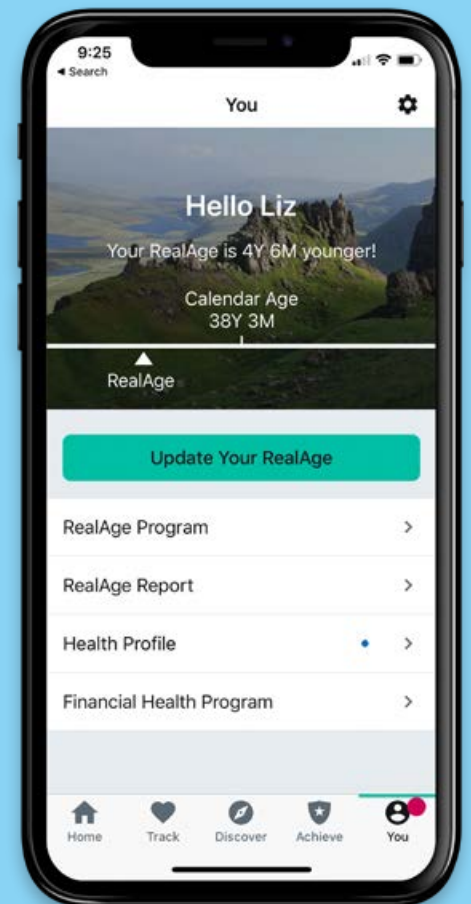 9:25
◀ Search
You
Hello Liz
Your RealAge is 4Y 6M younger!
Calendar Age
38Y 3M
RealAge
Update Your RealAge
RealAge Program
RealAge Report
Health Profile
Financial Health Program
Home Track Discover Achieve You